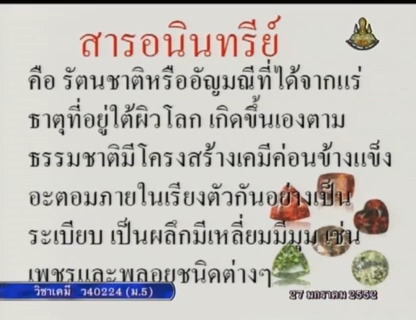 สารอนินทรีย์
คือ รัตนชาติหรืออัญมณีที่ได้จากแร่
ธาตุที่อยู่ใต้ผิวโลก เกิดขึ้นเองตาม
ธรรมชาติมีโครงสร้างเคมีค่อนข้างแข็ง
อะตอมภายในเรียงตัวกันอย่างเป็น
ระเบียบ เป็นผลึกมีเหลี่ยมมีมุม เช่น
เพชรและพลอยชนิดต่างๆ
วิชาเคมี ว40224 (ม.5)
27 มกราคม 2552